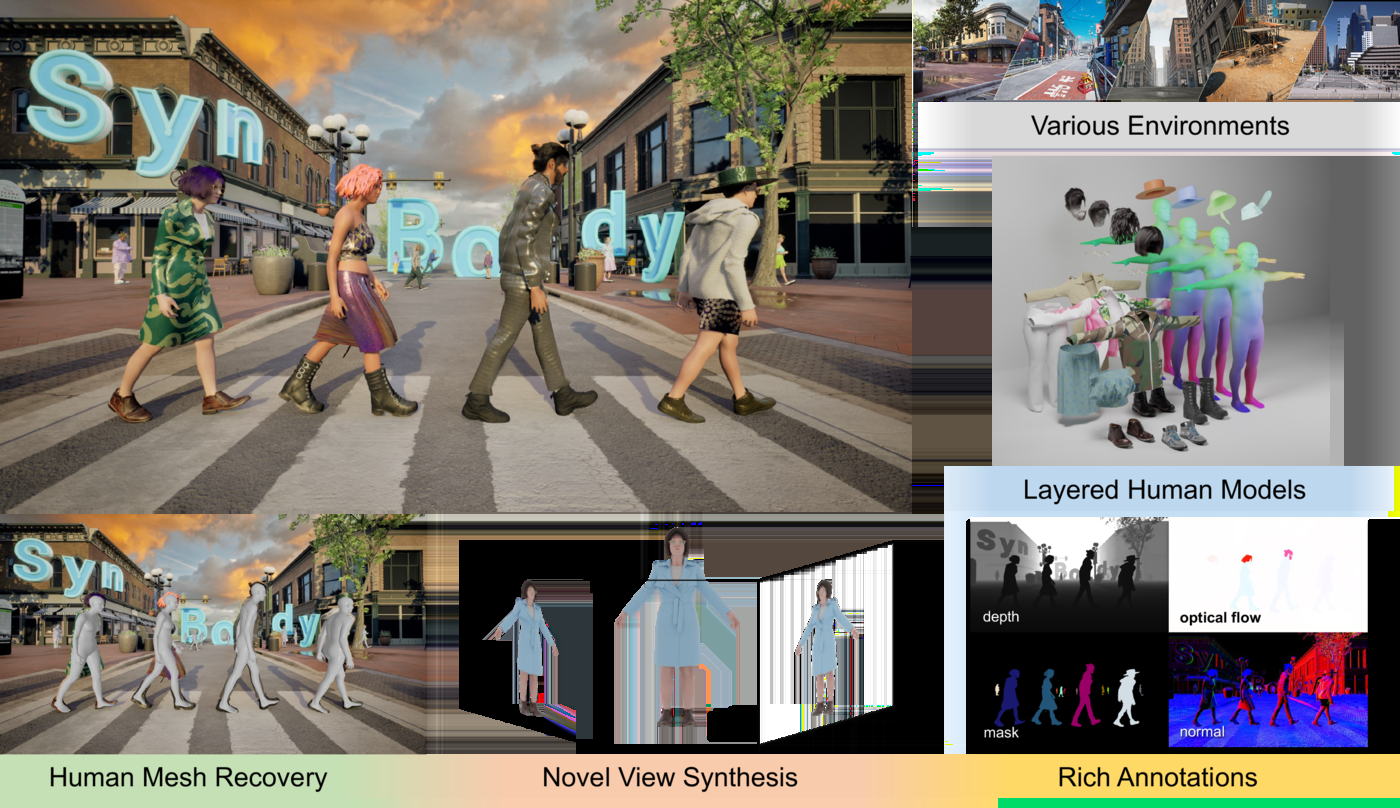 Syn
Body
Various Environments
Layered Human Models
Syn
Body
depth
optical flow
mask
normal
Human Mesh Recovery
Novel View Synthesis
Rich Annotations